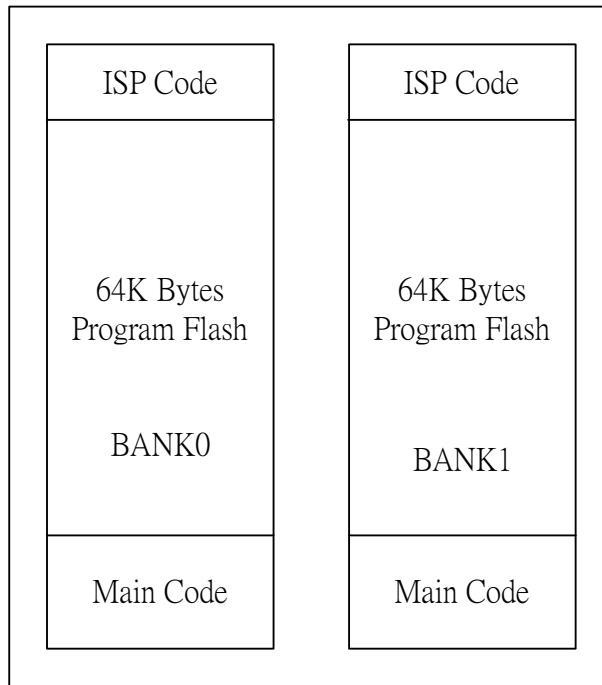 ISP Code
64K Bytes
Program Flash
BANK0
Main Code
ISP Code
64K Bytes
Program Flash
BANK1
Main Code